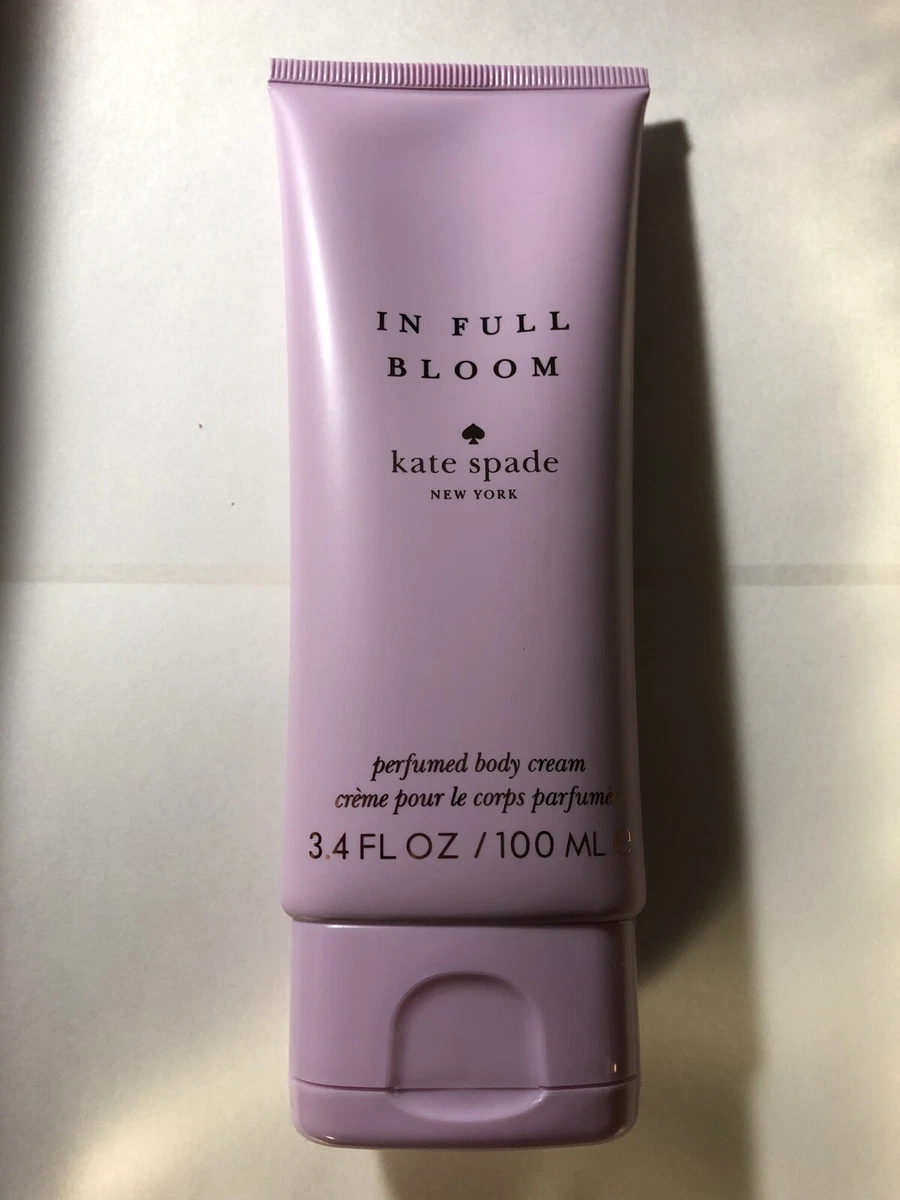 IN FULL
BLOOM
kate spade
NEW YORK
perfumed body cream
crème pour le corps parfumée
3.4 FL OZ / 100 ML ℮